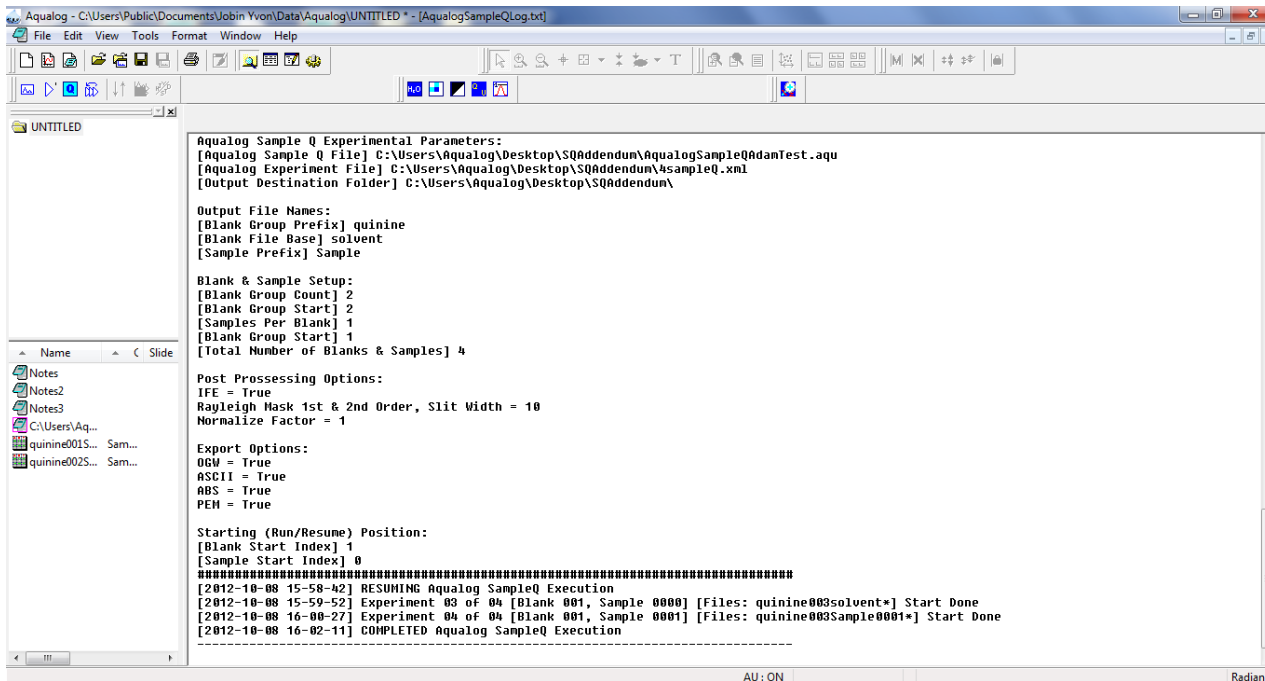 Aqualog - C:\Users\Public\Documents\Jobin Yvon\Data\Aqualog\UNTITLED * - [AqualogSampleQLog.txt]
File Edit View Tools Format Window Help
UNTITLED
Name ( Slide
Notes
Notes2
Notes3
C:\Users\Aq...
quinine001S... Sam...
quinine002S... Sam...
Aqualog Sample Q Experimental Parameters:
[Aqualog Sample Q File] C:\Users\Aqualog\Desktop\SQAddendum\AqualogSampleQAdamTest.aqu
[Aqualog Experiment File] C:\Users\Aqualog\Desktop\SQAddendum\4sampleQ.xml
[Output Destination Folder] C:\Users\Aqualog\Desktop\SQAddendum\
Output File Names:
[Blank Group Prefix] quinine
[Blank File Base] solvent
[Sample Prefix] Sample
Blank & Sample Setup:
[Blank Group Count] 2
[Blank Group Start] 2
[Samples Per Blank] 1
[Blank Group Start] 1
[Total Number of Blanks & Samples] 4
Post Prossessing Options:
IFE = True
Rayleigh Mask 1st & 2nd Order, Slit Width = 10
Normalize Factor = 1
Export Options:
OGW = True
ASCII = True
ABS = True
PEM = True
Starting (Run/Resume) Position:
[Blank Start Index] 1
[Sample Start Index] 0
################################################################################
[2012-10-08 15-58-42] RESUMING Aqualog SampleQ Execution
[2012-10-08 15-59-52] Experiment 03 of 04 [Blank 001, Sample 0000] [Files: quinine003solvent*] Start Done
[2012-10-08 16-00-27] Experiment 04 of 04 [Blank 001, Sample 0001] [Files: quinine003Sample0001*] Start Done
[2012-10-08 16-02-11] COMPLETED Aqualog SampleQ Execution
--------------------------------------------------------------------------------
AU : ON Radian